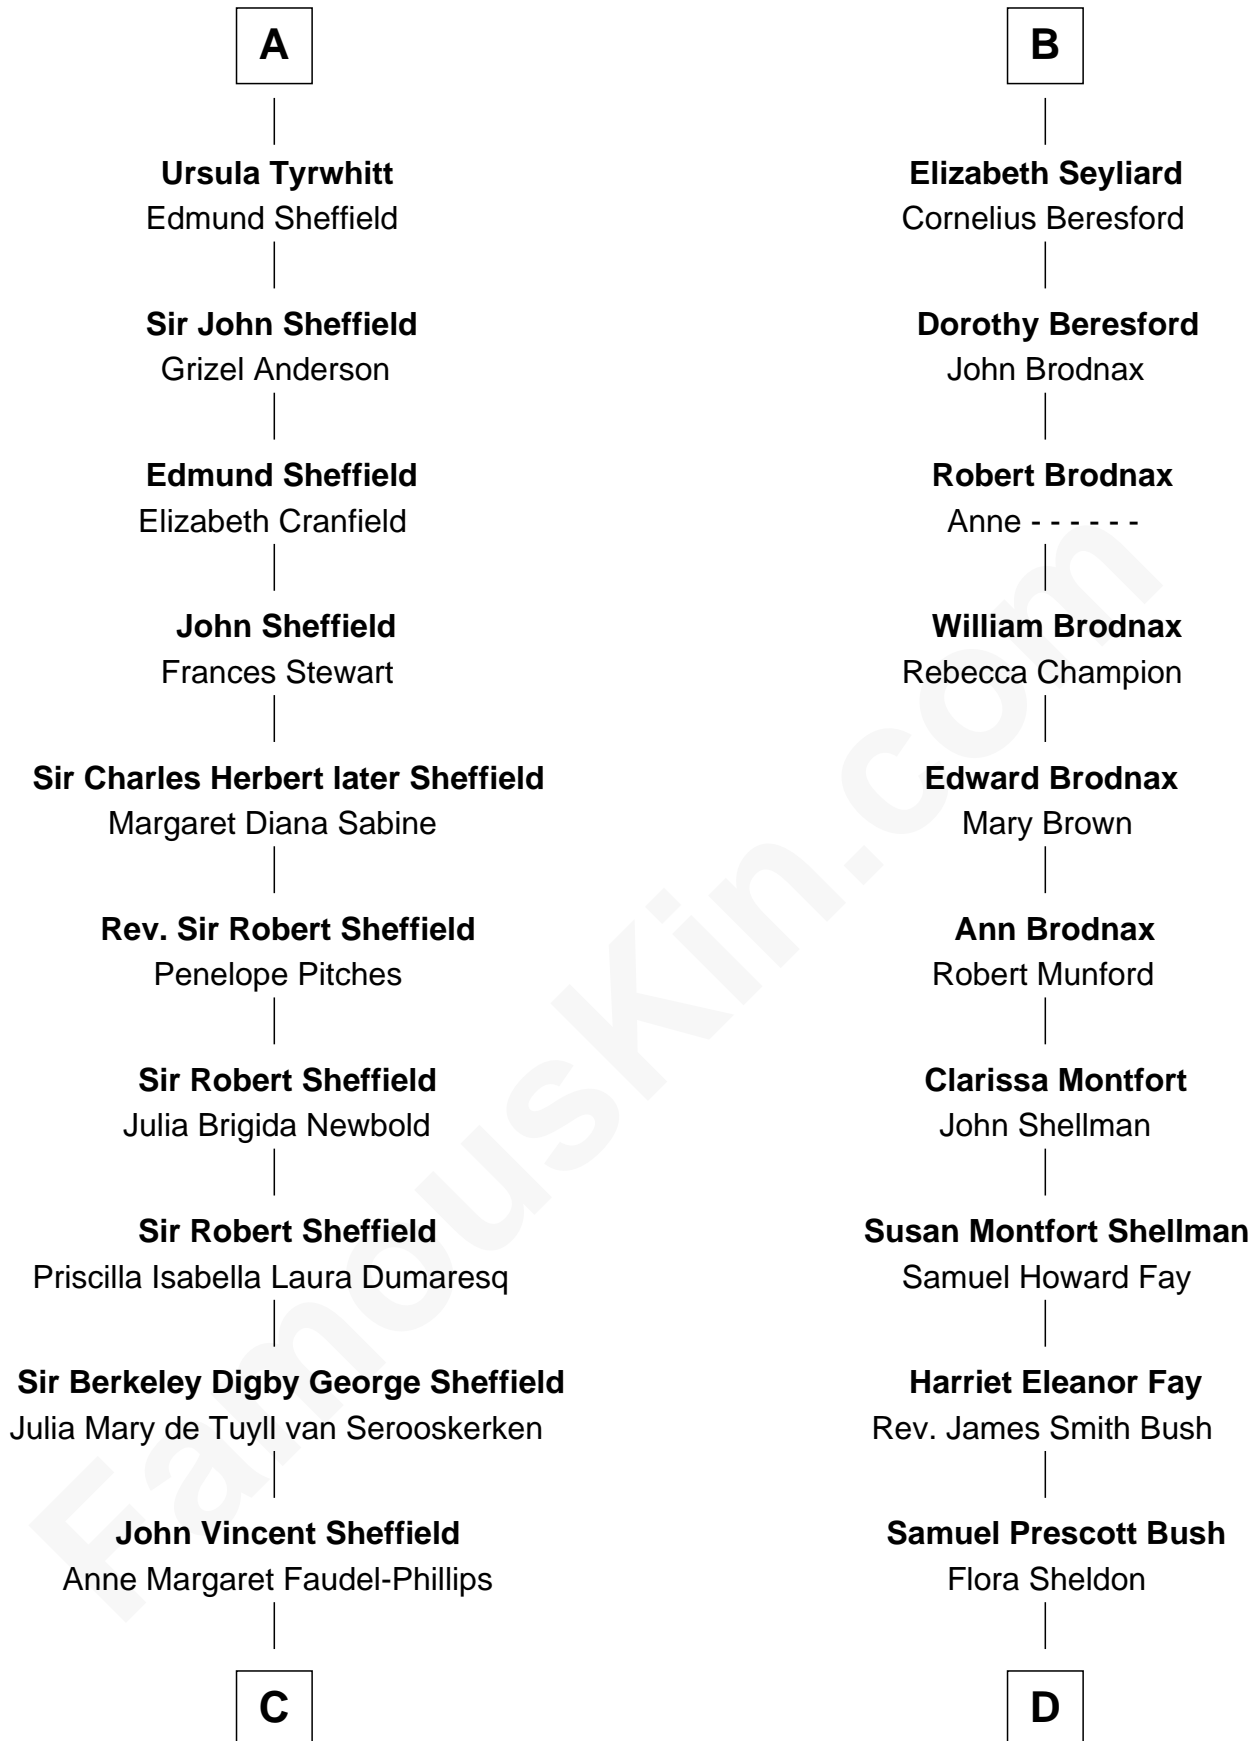 A
Ursula Tyrwhitt
Edmund Sheffield
Sir John Sheffield
Grizel Anderson
Edmund Sheffield
Elizabeth Cranfield
John Sheffield
Frances Stewart
Sir Charles Herbert later Sheffield
Margaret Diana Sabine
Rev. Sir Robert Sheffield
Penelope Pitches
Sir Robert Sheffield
Julia Brigida Newbold
Sir Robert Sheffield
Priscilla Isabella Laura Dumaresq
Sir Berkeley Digby George Sheffield
Julia Mary de Tuyll van Serooskerken
John Vincent Sheffield
Anne Margaret Faudel-Phillips
C
B
Elizabeth Seyliard
Cornelius Beresford
Dorothy Beresford
John Brodnax
Robert Brodnax
Anne - - - - - -
William Brodnax
Rebecca Champion
Edward Brodnax
Mary Brown
Ann Brodnax
Robert Munford
Clarissa Montfort
John Shellman
Susan Montfort Shellman
Samuel Howard Fay
Harriet Eleanor Fay
Rev. James Smith Bush
Samuel Prescott Bush
Flora Sheldon
D
FamousKin.com